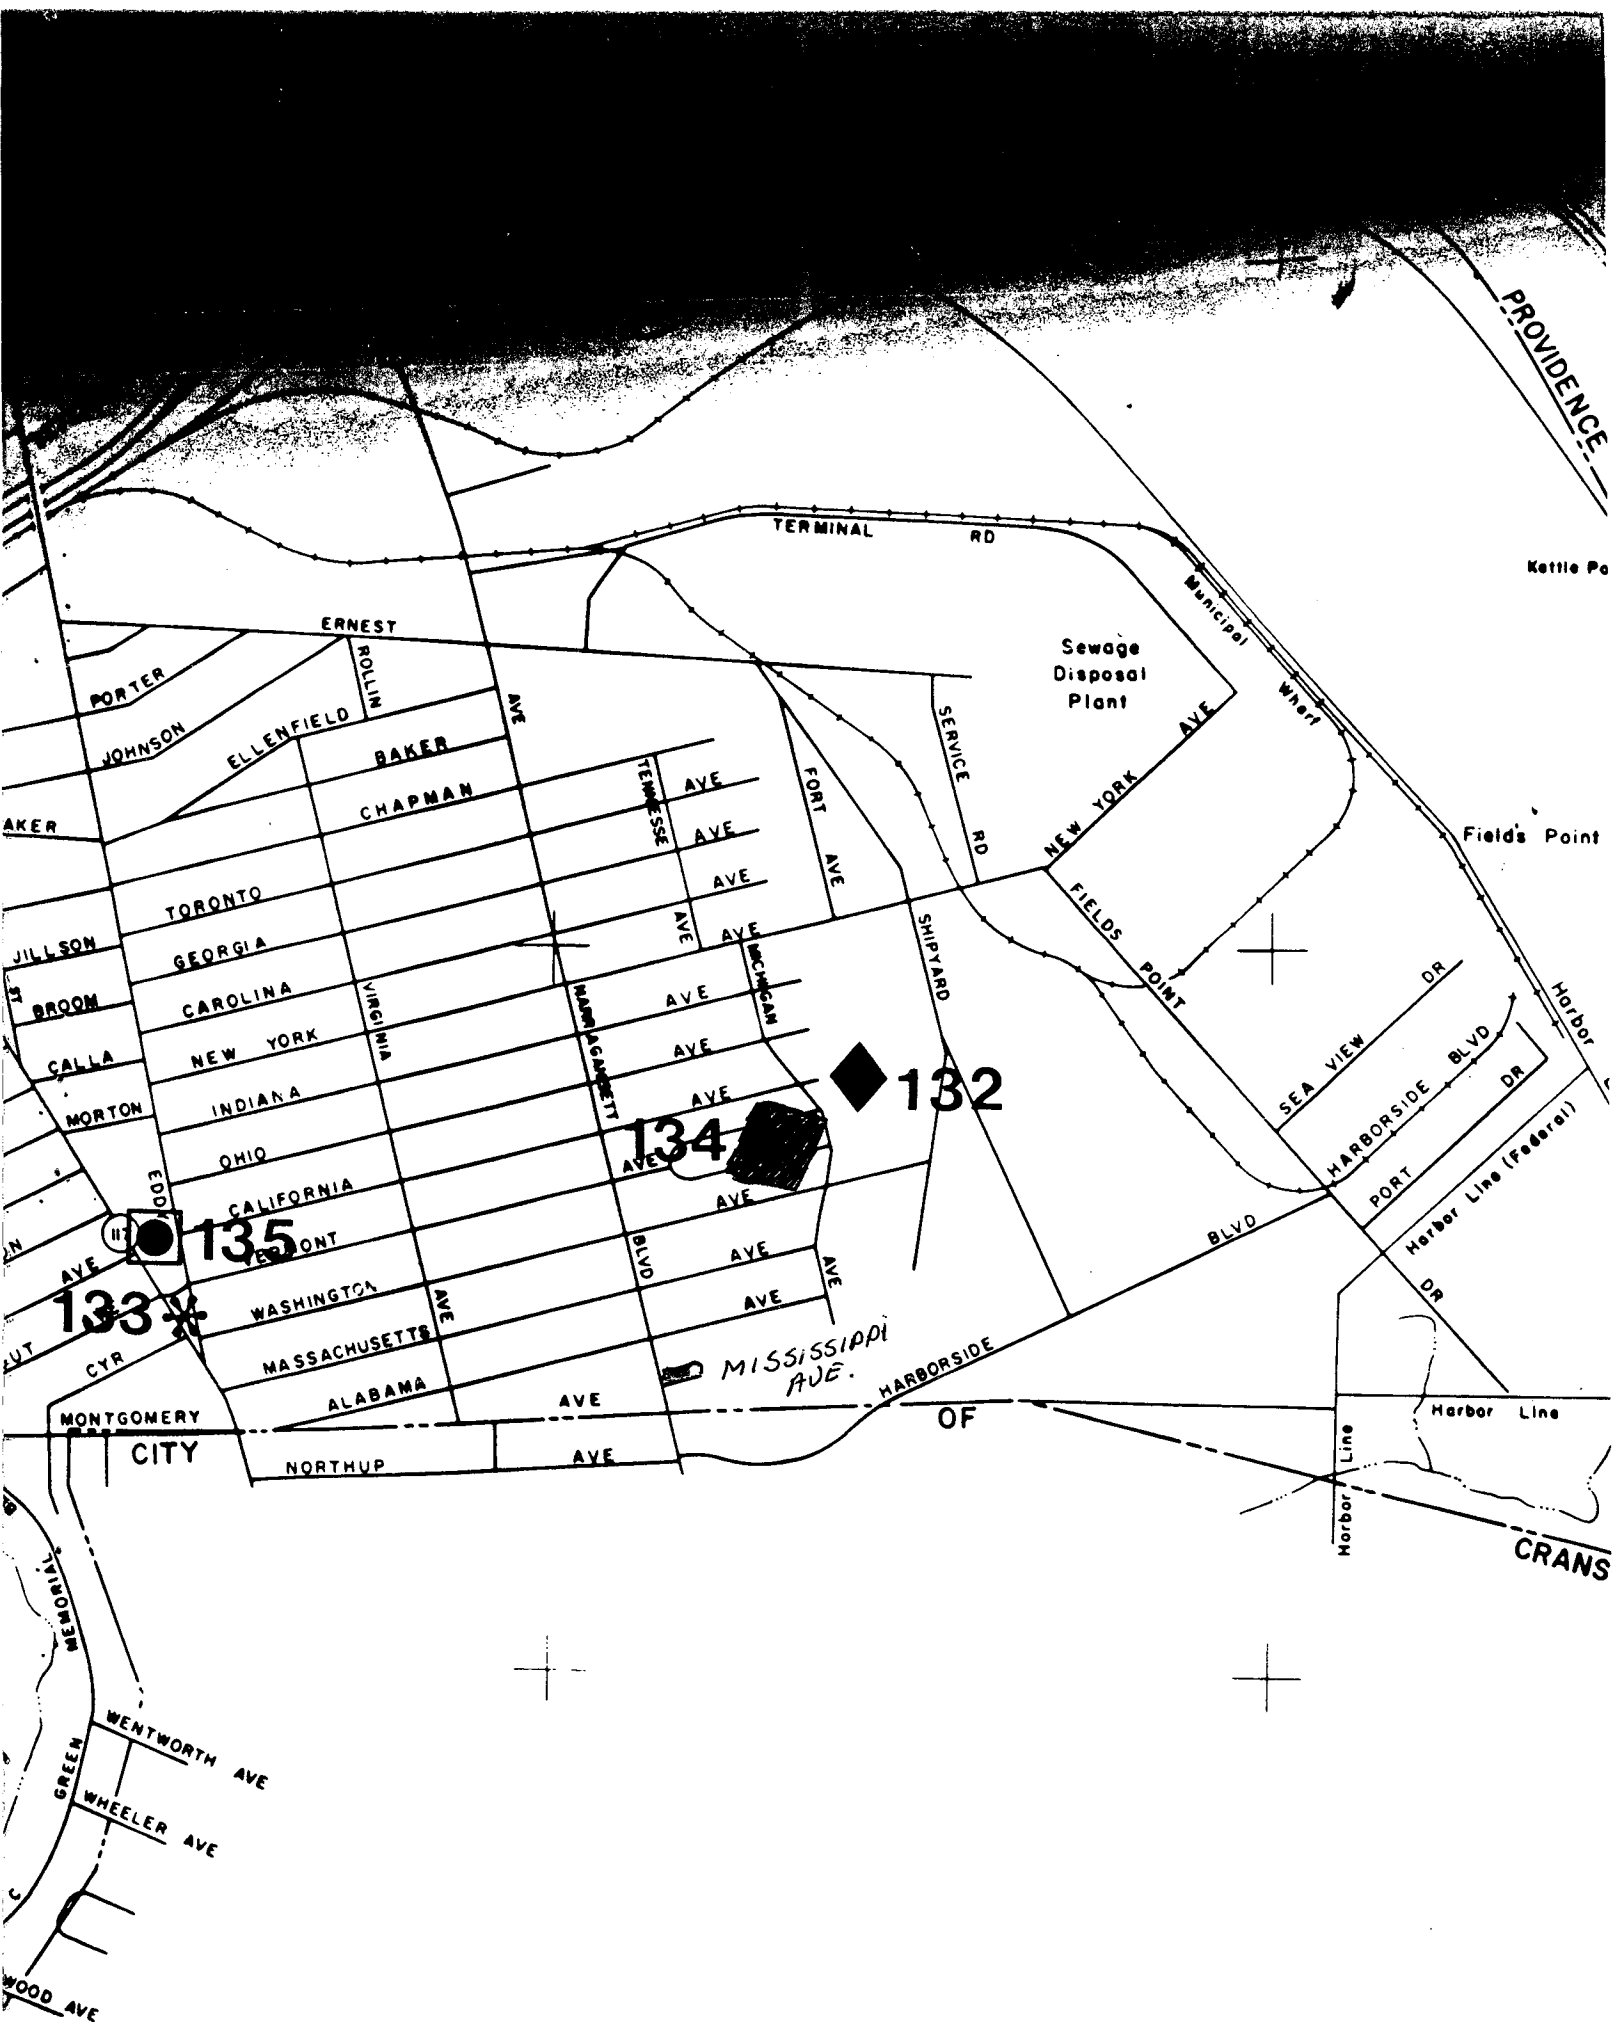 PROVIDENCE
TERMINAL RD
Kettle Po
Municipal Wharf
ERNEST
ROLLIN
Sewage
Disposal
Plant
PORTER
AVE
JOHNSON
ELLENFIELD
SERVICE RD
NEW YORK AVE
BAKER
TENNESSE AVE
FORT AVE
CHAPMAN AVE
AKER
Field's Point
AVE
TORONTO AVE
FIELDS POINT DR
JILLSON
GEORGIA AVE
SHIPYARD
ST
BROOM
CAROLINA AVE
VIRGINIA AVE
NARRAGANSETT BLVD
MICHIGAN AVE
SEA VIEW DR
Harbor
CALLA
NEW YORK AVE
HARBORSIDE BLVD
MORTON
INDIANA AVE
132
PORT DR
134
OHIO AVE
Harbor Line (Federal)
EDDY
CALIFORNIA AVE
117
135
VERMONT AVE
BLVD
AVE
133
WASHINGTON AVE
UT
CYR
MASSACHUSETTS
MISSISSIPPI
AVE.
HARBORSIDE
ALABAMA AVE
MONTGOMERY
OF
Harbor Line
CITY
Harbor Line
NORTHUP AVE
CRANS
MEMORIAL
WENTWORTH AVE
GREEN
WHEELER AVE
C
WOOD AVE